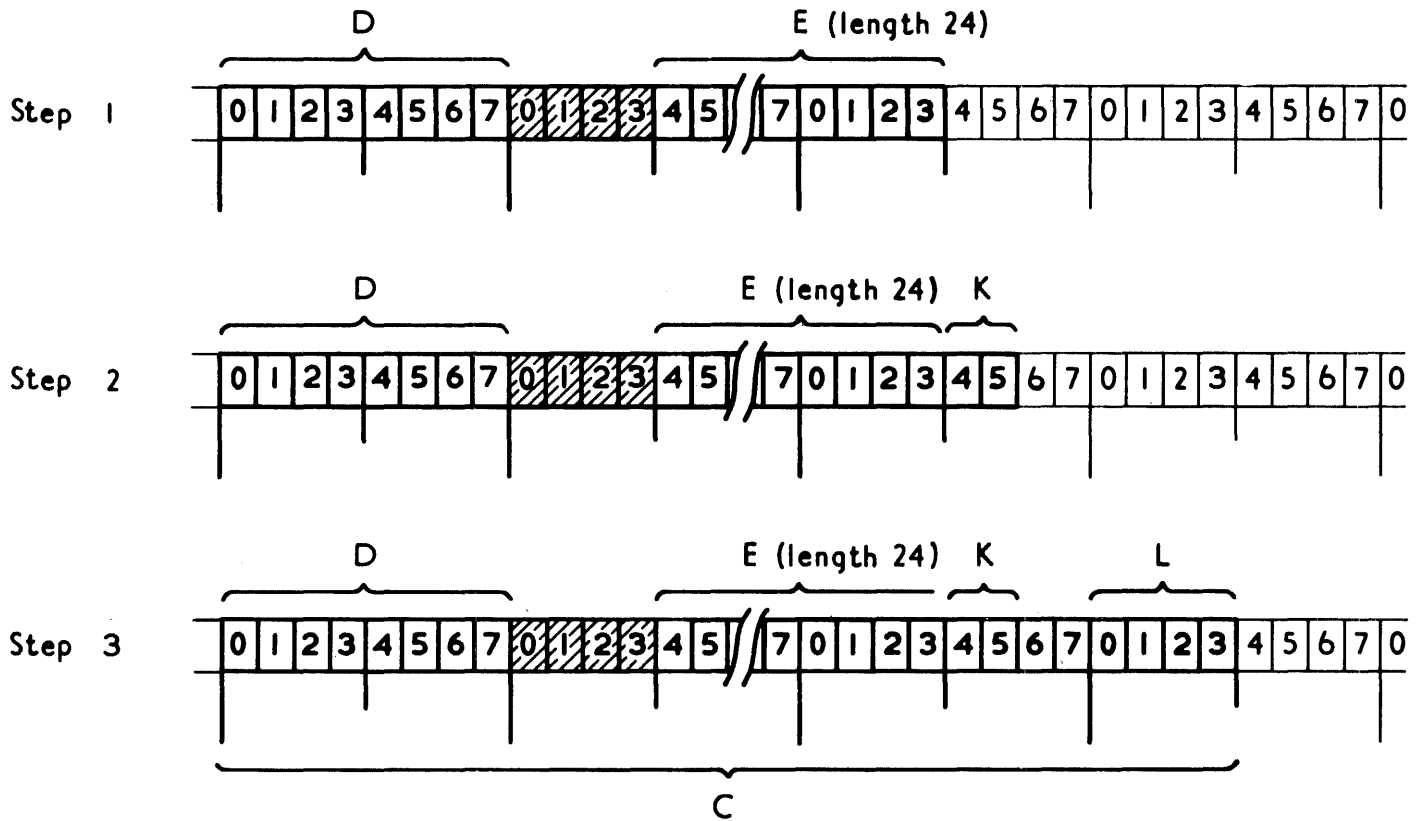 D E (length 24)
Step 1 0 1 2 3 4 5 6 7 0 1 2 3 4 5 7 0 1 2 3 4 5 6 7 0 1 2 3 4 5 6 7 0
D E (length 24) K
Step 2 0 1 2 3 4 5 6 7 0 1 2 3 4 5 7 0 1 2 3 4 5 6 7 0 1 2 3 4 5 6 7 0
D E (length 24) K L
Step 3 0 1 2 3 4 5 6 7 0 1 2 3 4 5 7 0 1 2 3 4 5 6 7 0 1 2 3 4 5 6 7 0
C